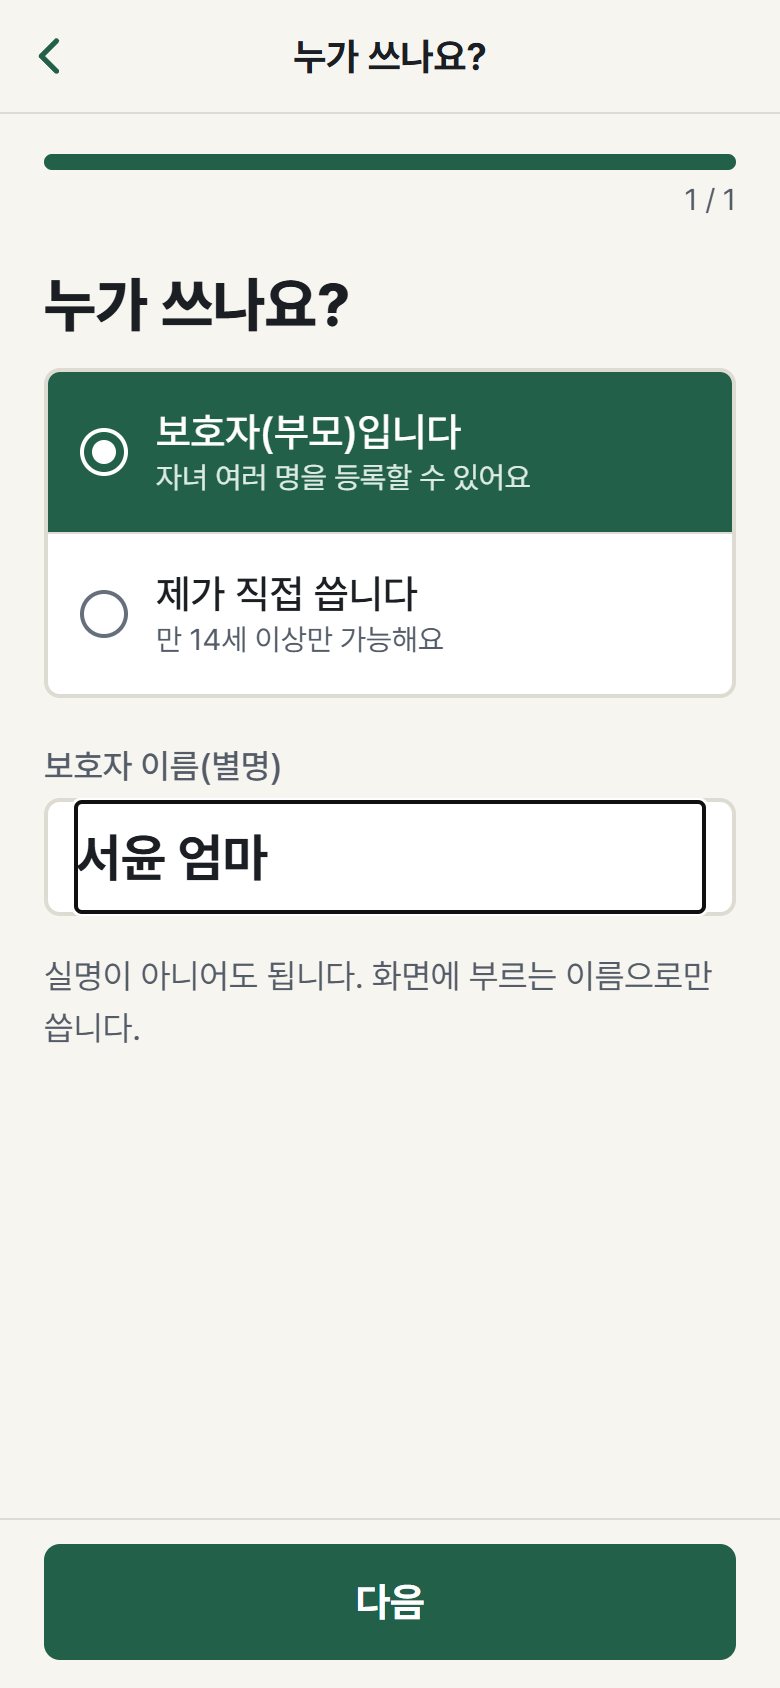 누가 쓰나요?
1 / 1
누가 쓰나요?
보호자(부모)입니다
자녀 여러 명을 등록할 수 있어요
제가 직접 씁니다
만 14세 이상만 가능해요
보호자 이름(별명)
서윤 엄마
실명이 아니어도 됩니다. 화면에 부르는 이름으로만
씁니다.
다음